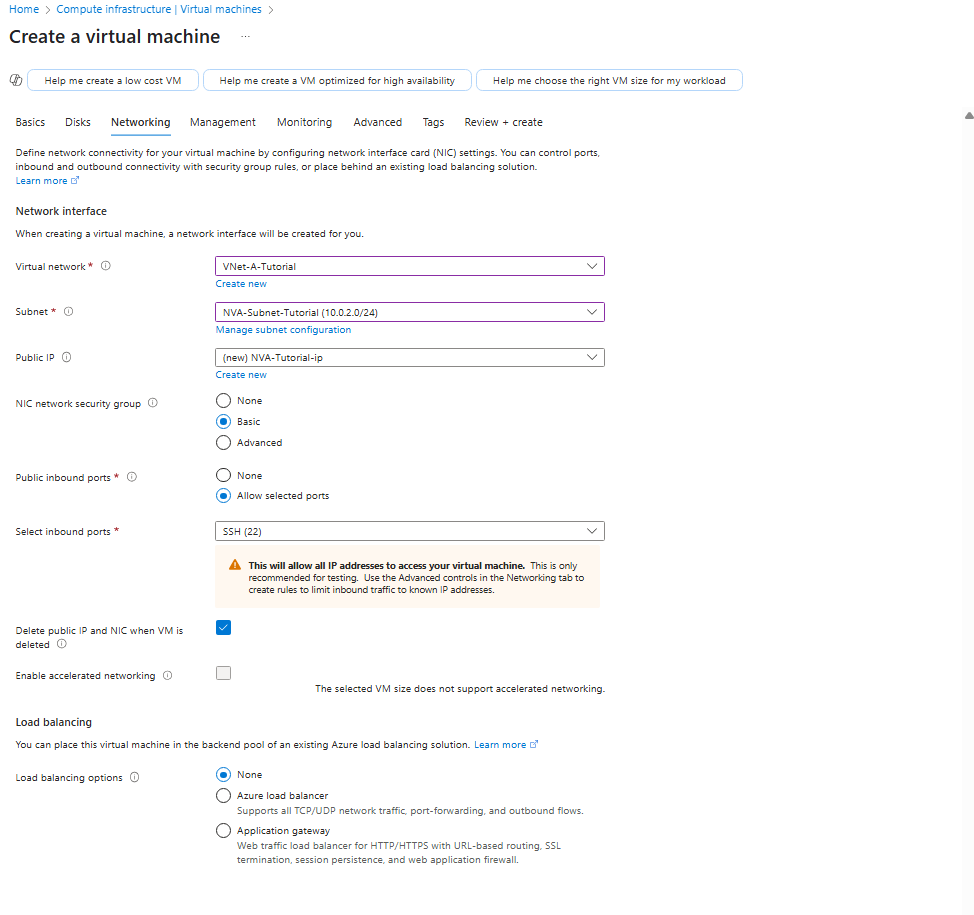 Home > Compute infrastructure | Virtual machines >
Create a virtual machine ...
Help me create a low cost VM
Help me create a VM optimized for high availability
Help me choose the right VM size for my workload
Basics Disks Networking Management Monitoring Advanced Tags Review + create
Define network connectivity for your virtual machine by configuring network interface card (NIC) settings. You can control ports,
inbound and outbound connectivity with security group rules, or place behind an existing load balancing solution.
Learn more
Network interface
When creating a virtual machine, a network interface will be created for you.
Virtual network *
VNet-A-Tutorial
Create new
Subnet *
NVA-Subnet-Tutorial (10.0.2.0/24)
Manage subnet configuration
Public IP
(new) NVA-Tutorial-ip
Create new
NIC network security group
None
Basic
Advanced
Public inbound ports *
None
Allow selected ports
Select inbound ports *
SSH (22)
This will allow all IP addresses to access your virtual machine. This is only
recommended for testing. Use the Advanced controls in the Networking tab to
create rules to limit inbound traffic to known IP addresses.
Delete public IP and NIC when VM is
deleted
Enable accelerated networking
The selected VM size does not support accelerated networking.
Load balancing
You can place this virtual machine in the backend pool of an existing Azure load balancing solution. Learn more
Load balancing options
None
Azure load balancer
Supports all TCP/UDP network traffic, port-forwarding, and outbound flows.
Application gateway
Web traffic load balancer for HTTP/HTTPS with URL-based routing, SSL
termination, session persistence, and web application firewall.